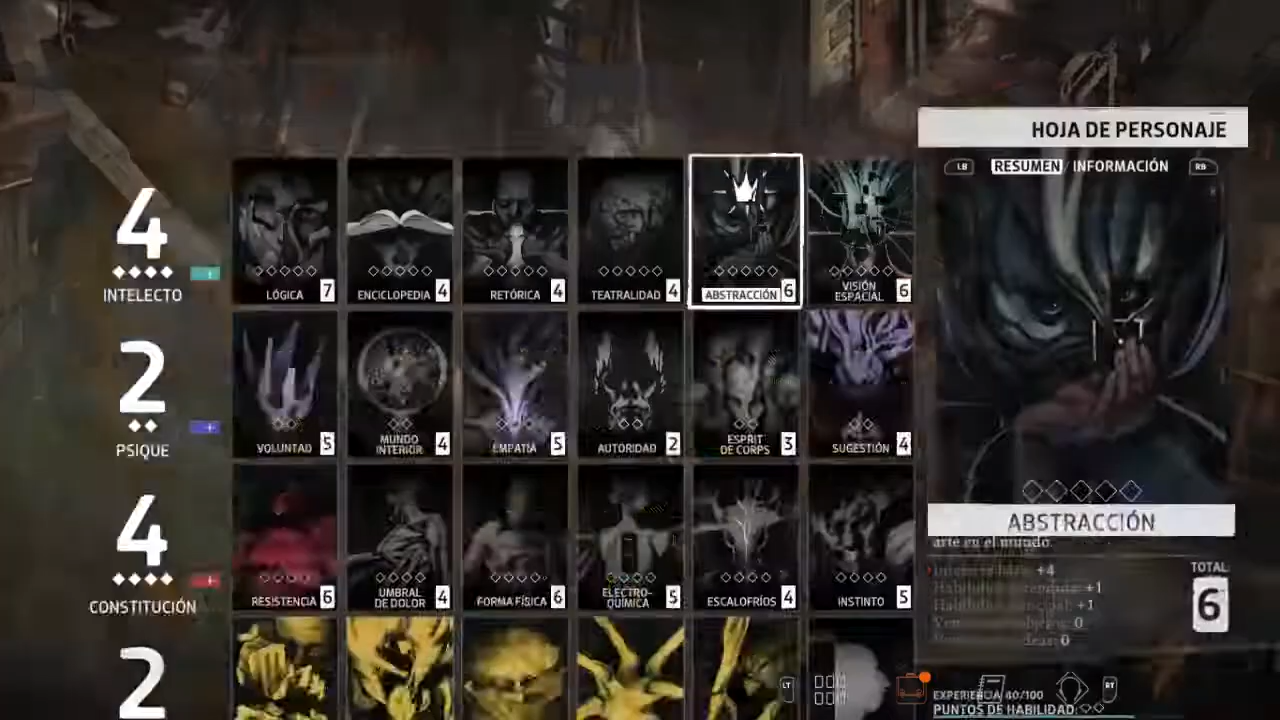 HOJA DE PERSONAJE
LB RESUMEN / INFORMACIÓN RB
4
INTELECTO
LÓGICA 7
ENCICLOPEDIA 4
RETÓRICA 4
TEATRALIDAD 4
ABSTRACCIÓN 6
VISIÓN
ESPACIAL 6
2
PSIQUE
VOLUNTAD 5
MUNDO
INTERIOR 4
EMPATÍA 5
AUTORIDAD 2
ESPRIT
DE CORPS 3
SUGESTIÓN 4
4
CONSTITUCIÓN
RESISTENCIA 6
UMBRAL
DE DOLOR 4
FORMA FÍSICA 6
ELECTRO-
QUÍMICA 5
ESCALOFRÍOS 4
INSTINTO 5
2
ABSTRACCIÓN
arte en el mundo.
+4
+1
+1
0
0
TOTAL:
6
LT
RT
EXPERIENCIA 40/100
PUNTOS DE HABILIDAD: